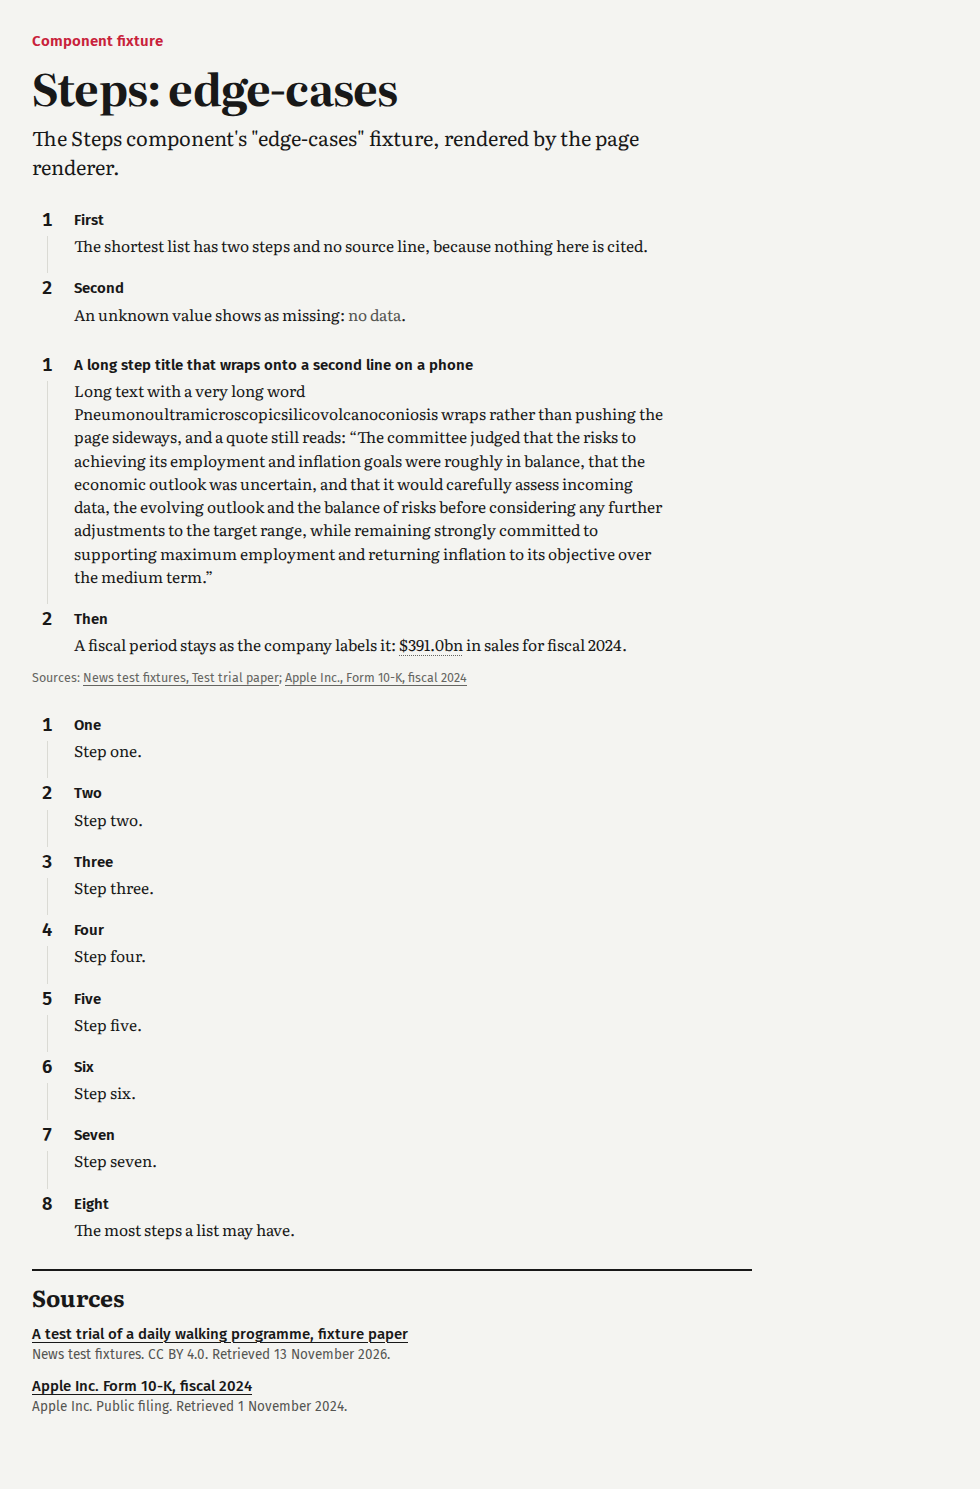 Component fixture
Steps: edge-cases
The Steps component's "edge-cases" fixture, rendered by the page
renderer.
1 First
The shortest list has two steps and no source line, because nothing here is cited.
2 Second
An unknown value shows as missing: no data.
1 A long step title that wraps onto a second line on a phone
Long text with a very long word
Pneumonoultramicroscopicsilicovolcanoconiosis wraps rather than pushing the
page sideways, and a quote still reads: “The committee judged that the risks to
achieving its employment and inflation goals were roughly in balance, that the
economic outlook was uncertain, and that it would carefully assess incoming
data, the evolving outlook and the balance of risks before considering any further
adjustments to the target range, while remaining strongly committed to
supporting maximum employment and returning inflation to its objective over
the medium term.”
2 Then
A fiscal period stays as the company labels it: $391.0bn in sales for fiscal 2024.
Sources: News test fixtures, Test trial paper; Apple Inc., Form 10-K, fiscal 2024
1 One
Step one.
2 Two
Step two.
3 Three
Step three.
4 Four
Step four.
5 Five
Step five.
6 Six
Step six.
7 Seven
Step seven.
8 Eight
The most steps a list may have.
Sources
A test trial of a daily walking programme, fixture paper
News test fixtures. CC BY 4.0. Retrieved 13 November 2026.
Apple Inc. Form 10-K, fiscal 2024
Apple Inc. Public filing. Retrieved 1 November 2024.